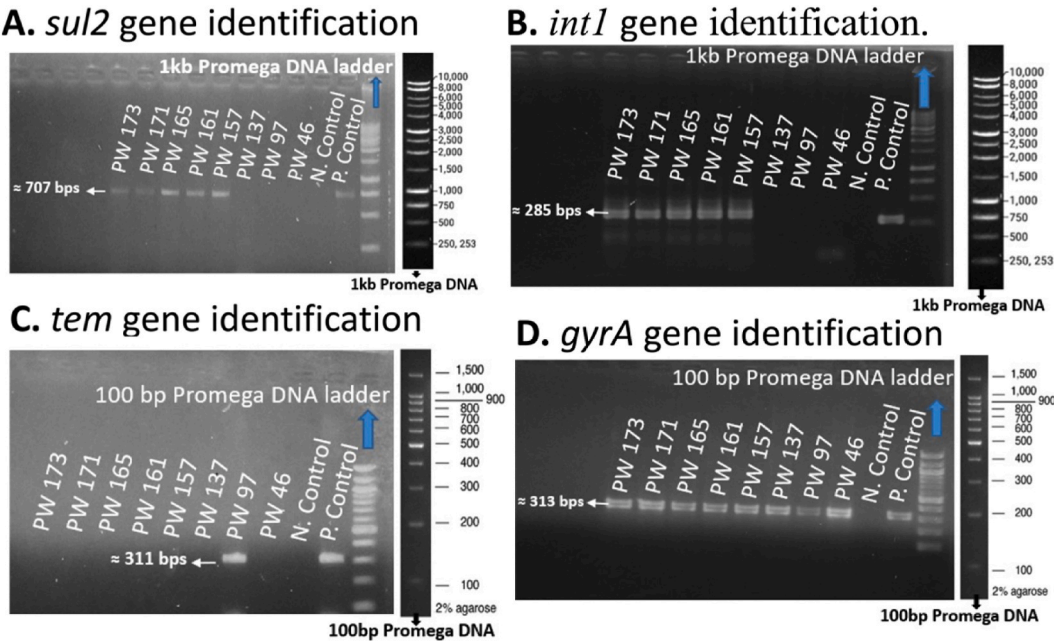 A. sul2 gene identification
1kb Promega DNA ladder
PW 173
PW 171
PW 165
PW 161
PW 157
PW 137
PW 97
PW 46
N. Control
P. Control
≈ 707 bps
10,000
8,000
6,000
5,000
4,000
3,000
2,500
2,000
1,500
1,000
750
500
250, 253
1kb Promega DNA
B. int1 gene identification.
1kb Promega DNA ladder
PW 173
PW 171
PW 165
PW 161
PW 157
PW 137
PW 97
PW 46
N. Control
P. Control
≈ 285 bps
10,000
8,000
6,000
5,000
4,000
3,000
2,500
2,000
1,500
1,000
750
500
250, 253
1kb Promega DNA
C. tem gene identification
100 bp Promega DNA ladder
PW 173
PW 171
PW 165
PW 161
PW 157
PW 137
PW 97
PW 46
N. Control
P. Control
≈ 311 bps
1,500
1,000
900
800
700
600
500
400
300
200
100
2% agarose
100bp Promega DNA
D. gyrA gene identification
100 bp Promega DNA ladder
PW 173
PW 171
PW 165
PW 161
PW 157
PW 137
PW 97
PW 46
N. Control
P. Control
≈ 313 bps
1,500
1,000
900
800
700
600
500
400
300
200
100
2% agarose
100bp Promega DNA